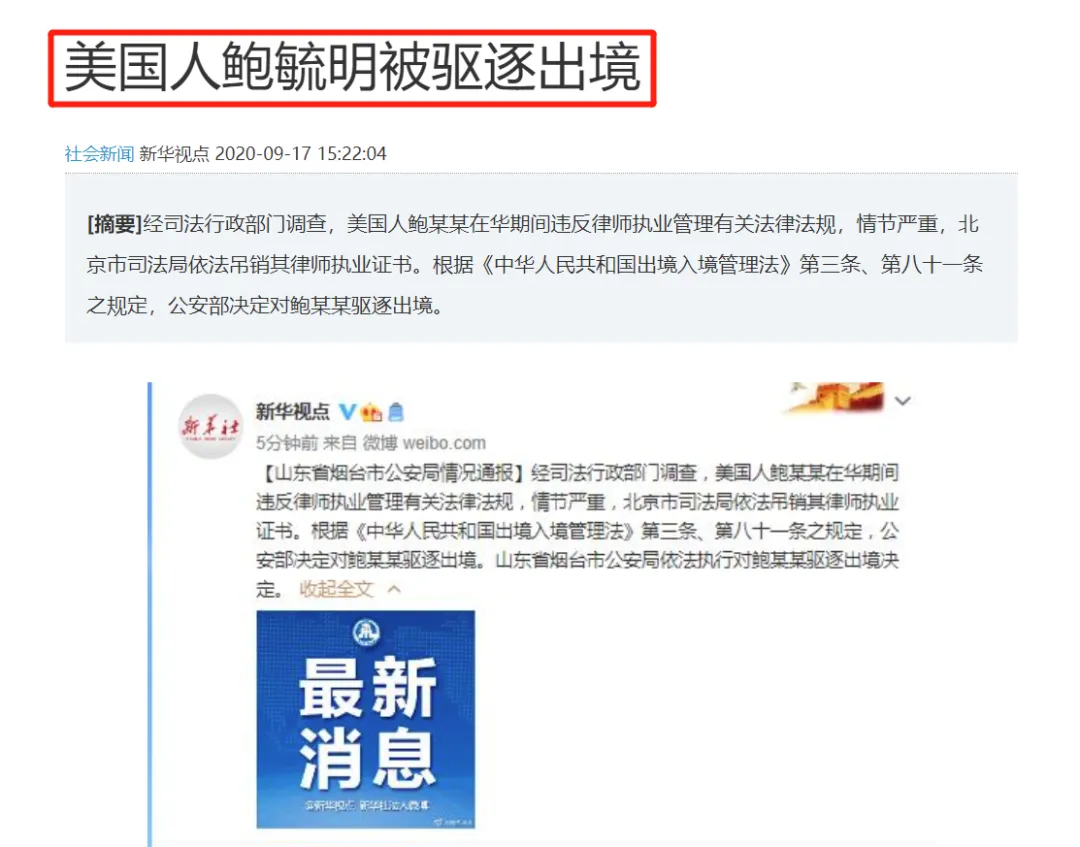 美国人鲍毓明被驱逐出境
社会新闻 新华视点 2020-09-17 15:22:04
[摘要]经司法行政部门调查，美国人鲍某某在华期间违反律师执业管理有关法律法规，情节严重，北
京市司法局依法吊销其律师执业证书。根据《中华人民共和国出境入境管理法》第三条、第八十一条
之规定，公安部决定对鲍某某驱逐出境。
新华社
新华视点
5分钟前 来自 微博 weibo.com
【山东省烟台市公安局情况通报】经司法行政部门调查，美国人鲍某某在华期间
违反律师执业管理有关法律法规，情节严重，北京市司法局依法吊销其律师执业
证书。根据《中华人民共和国出境入境管理法》第三条、第八十一条之规定，公
安部决定对鲍某某驱逐出境。山东省烟台市公安局依法执行对鲍某某驱逐出境决
定。 收起全文
最新
消息
@新华视点 新华社法人微博